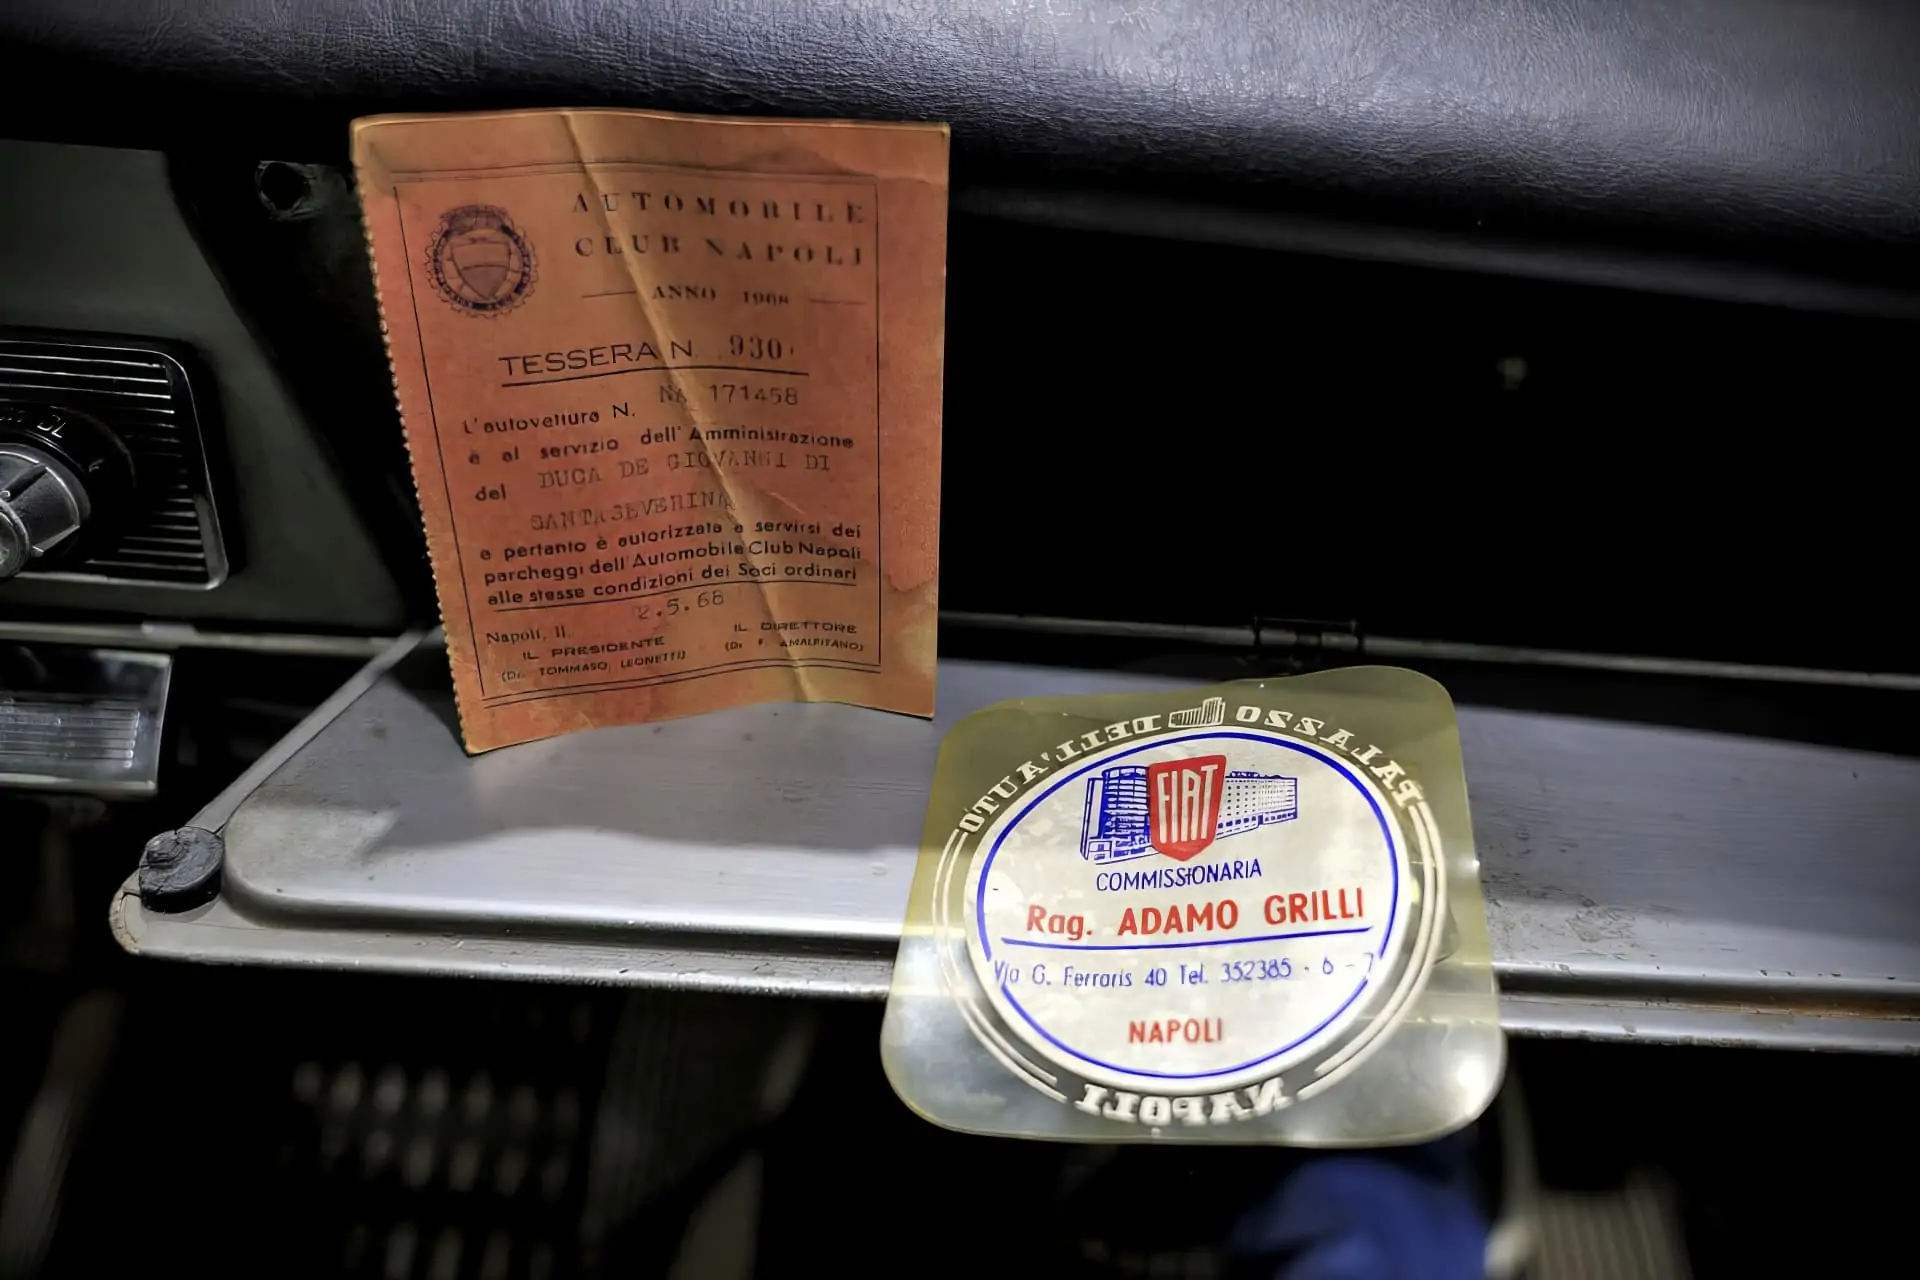 AUTOMOBILE
CLUB NAPOLI
ANNO 1968
TESSERA N. 930
L'autovettura N. NA 171458
è al servizio dell'Amministrazione
del DUCA DE GIOVANNI DI
SANTASEVERINA
e pertanto è autorizzata a servirsi dei
parcheggi dell'Automobile Club Napoli
alle stesse condizioni dei Soci ordinari
Napoli, li 2.5.68
IL PRESIDENTE
(Dr. TOMMASO LEONETTI)
IL DIRETTORE
(Dr F. AMALFITANO)
PALAZZO DELL'AUTO
FIAT
COMMISSIONARIA
Rag. ADAMO GRILLI
Via G. Ferraris 40 Tel. 352385 - 6 - 7
NAPOLI
NAPOLI